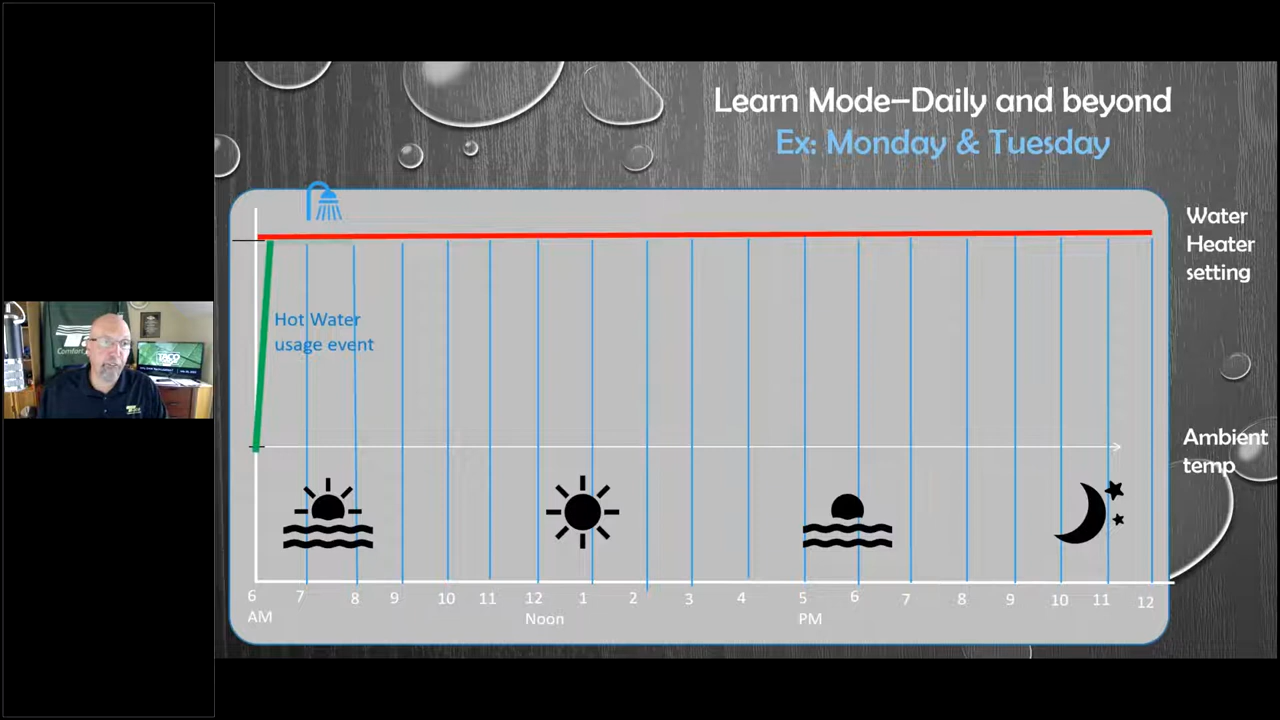 Learn Mode–Daily and beyond
Ex: Monday & Tuesday
Water
Heater
setting
Hot Water
usage event
Ambient
temp
6 7 8 9 10 11 12 1 2 3 4 5 6 7 8 9 10 11 12
AM Noon PM
TACO